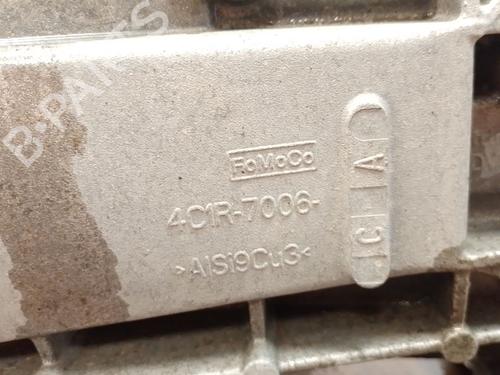 B-PARTS
FoMoCo
4C1R-7006-
>AlSi9Cu3<
C A